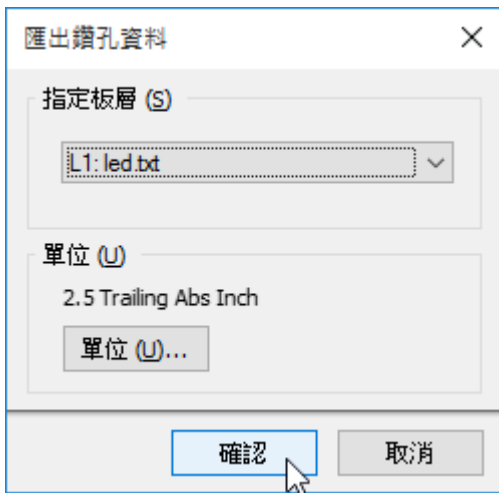 匯出鑽孔資料
指定板層 (S)
L1: led.txt
單位 (U)
2.5 Trailing Abs Inch
單位 (U)...
確認
取消